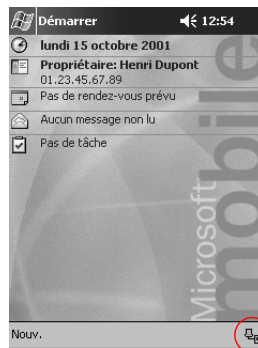 Démarrer 12:54
lundi 15 octobre 2001
Propriétaire: Henri Dupont
01.23.45.67.89
Pas de rendez-vous prévu
Aucun message non lu
Pas de tâche
Microsoft
mobile
Nouv.